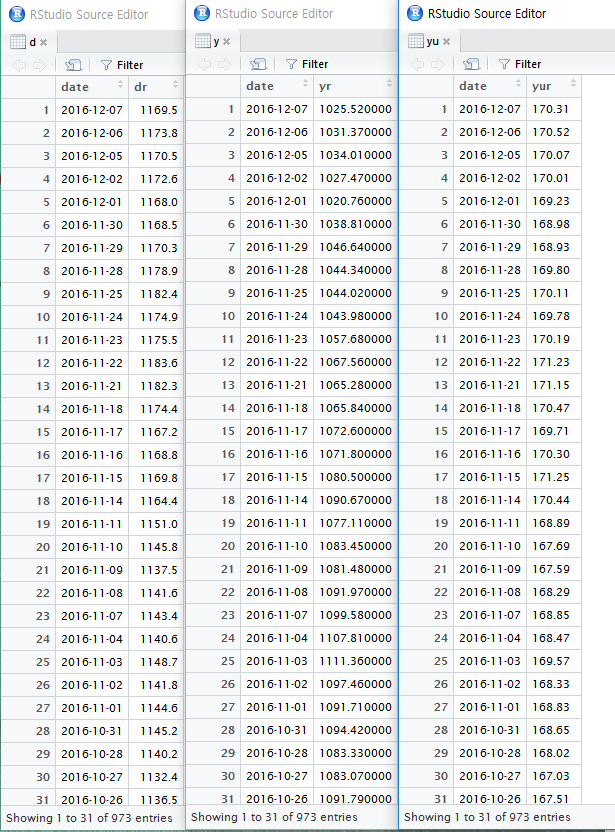 RStudio Source Editor RStudio Source Editor RStudio Source Editor
d y yu
Filter Filter Filter
date dr date yr date yur
1 2016-12-07 1169.5 1 2016-12-07 1025.520000 1 2016-12-07 170.31
2 2016-12-06 1173.8 2 2016-12-06 1031.370000 2 2016-12-06 170.52
3 2016-12-05 1170.5 3 2016-12-05 1034.010000 3 2016-12-05 170.07
4 2016-12-02 1172.6 4 2016-12-02 1027.470000 4 2016-12-02 170.01
5 2016-12-01 1168.0 5 2016-12-01 1020.760000 5 2016-12-01 169.23
6 2016-11-30 1168.5 6 2016-11-30 1038.810000 6 2016-11-30 168.98
7 2016-11-29 1170.3 7 2016-11-29 1046.640000 7 2016-11-29 168.93
8 2016-11-28 1178.9 8 2016-11-28 1044.340000 8 2016-11-28 169.80
9 2016-11-25 1182.4 9 2016-11-25 1044.020000 9 2016-11-25 170.11
10 2016-11-24 1174.9 10 2016-11-24 1043.980000 10 2016-11-24 169.78
11 2016-11-23 1175.5 11 2016-11-23 1057.680000 11 2016-11-23 170.19
12 2016-11-22 1183.6 12 2016-11-22 1067.560000 12 2016-11-22 171.23
13 2016-11-21 1182.3 13 2016-11-21 1065.280000 13 2016-11-21 171.15
14 2016-11-18 1174.4 14 2016-11-18 1065.840000 14 2016-11-18 170.47
15 2016-11-17 1167.2 15 2016-11-17 1072.600000 15 2016-11-17 169.71
16 2016-11-16 1168.8 16 2016-11-16 1071.800000 16 2016-11-16 170.30
17 2016-11-15 1169.8 17 2016-11-15 1080.500000 17 2016-11-15 171.25
18 2016-11-14 1164.4 18 2016-11-14 1090.670000 18 2016-11-14 170.44
19 2016-11-11 1151.0 19 2016-11-11 1077.110000 19 2016-11-11 168.89
20 2016-11-10 1145.8 20 2016-11-10 1083.450000 20 2016-11-10 167.69
21 2016-11-09 1137.5 21 2016-11-09 1081.480000 21 2016-11-09 167.59
22 2016-11-08 1141.6 22 2016-11-08 1091.970000 22 2016-11-08 168.29
23 2016-11-07 1143.4 23 2016-11-07 1099.580000 23 2016-11-07 168.85
24 2016-11-04 1140.6 24 2016-11-04 1107.810000 24 2016-11-04 168.47
25 2016-11-03 1148.7 25 2016-11-03 1111.360000 25 2016-11-03 169.57
26 2016-11-02 1141.8 26 2016-11-02 1097.460000 26 2016-11-02 168.33
27 2016-11-01 1144.6 27 2016-11-01 1091.710000 27 2016-11-01 168.83
28 2016-10-31 1145.2 28 2016-10-31 1094.420000 28 2016-10-31 168.65
29 2016-10-28 1140.2 29 2016-10-28 1083.330000 29 2016-10-28 168.02
30 2016-10-27 1132.4 30 2016-10-27 1083.070000 30 2016-10-27 167.03
31 2016-10-26 1136.5 31 2016-10-26 1091.790000 31 2016-10-26 167.51
Showing 1 to 31 of 973 entries Showing 1 to 31 of 973 entries Showing 1 to 31 of 973 entries